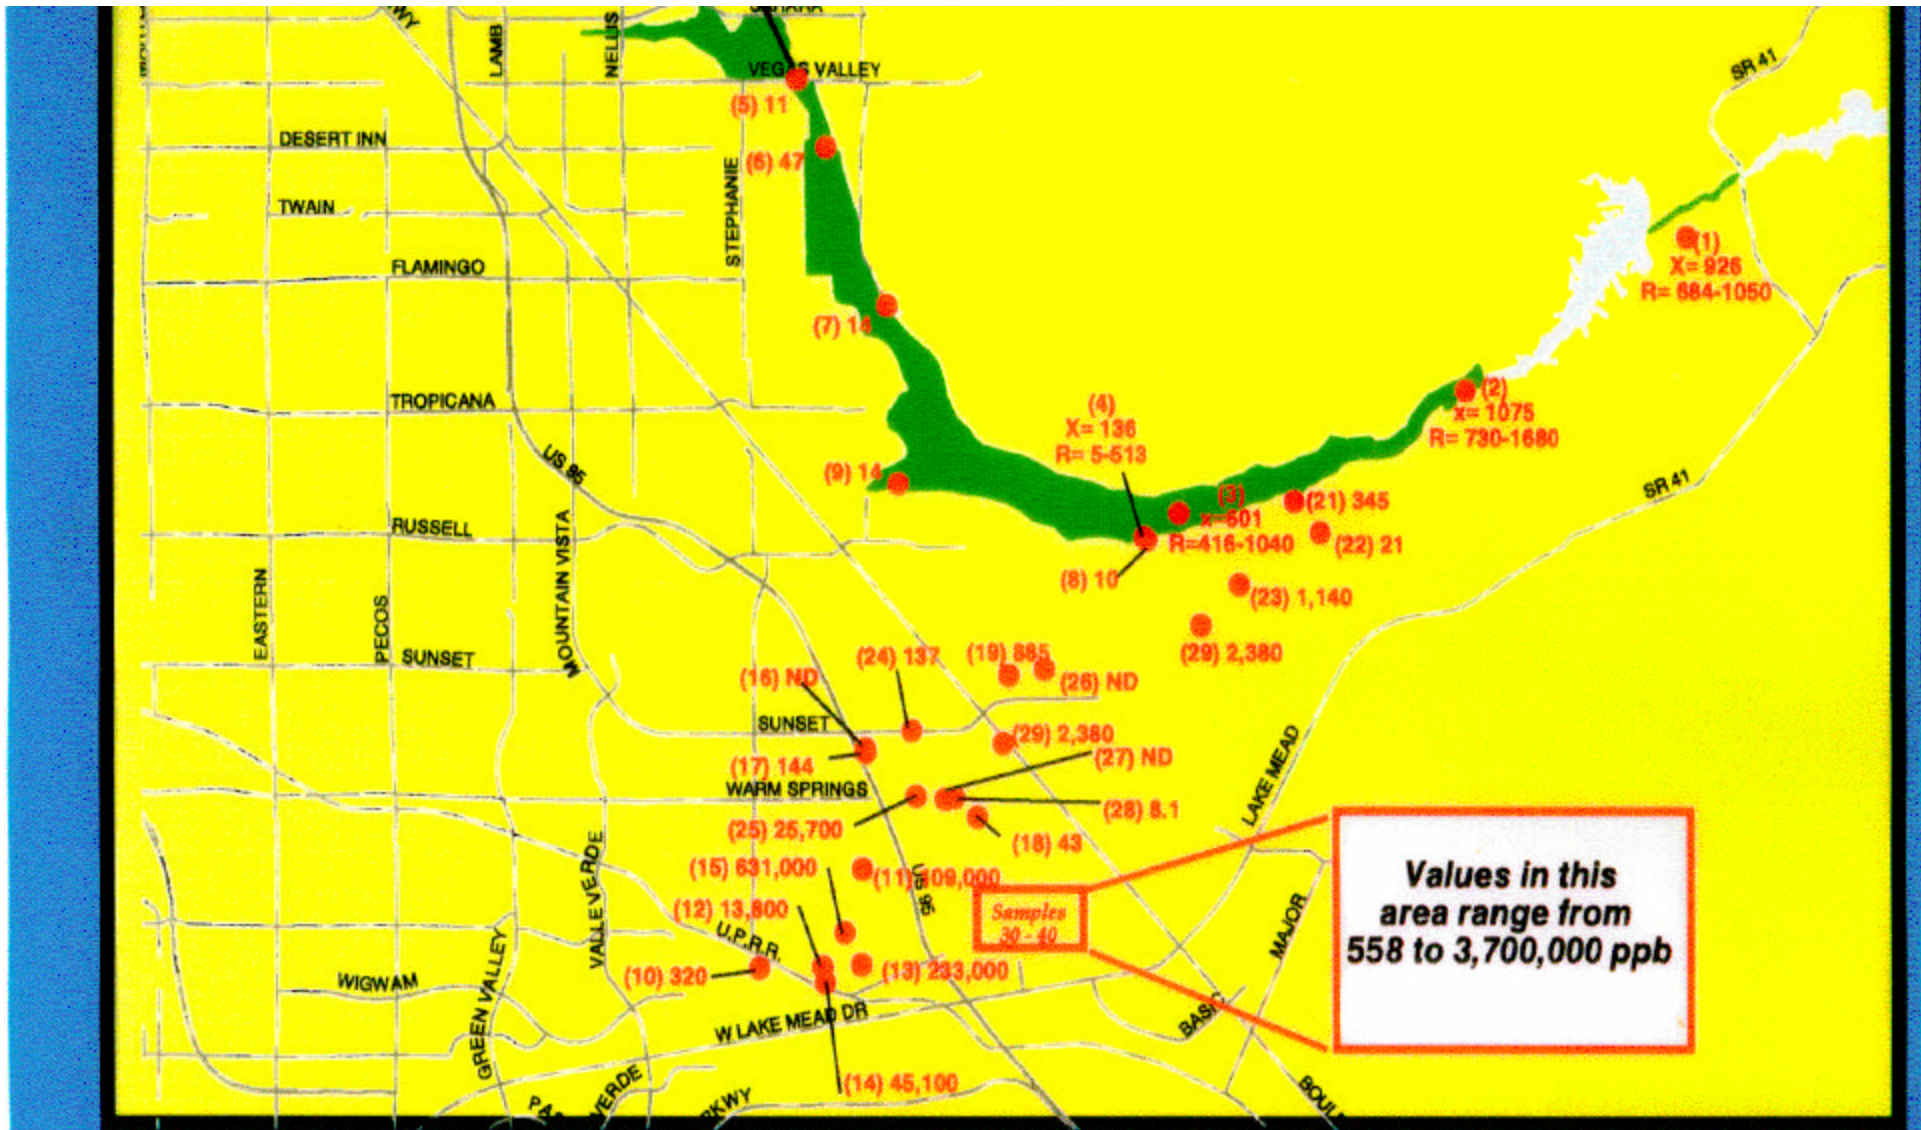 LAMB
NELLIS
VEGAS VALLEY
SR 41
(5) 11
DESERT INN
(6) 47
STEPHANIE
TWAIN
(1)
X= 926
R= 684-1050
FLAMINGO
(7) 14
TROPICANA
(4)
X= 136
R= 5-513
(2)
x= 1075
R= 730-1680
US 95
(9) 14
SR 41
(3)
x=601
R=416-1040
(21) 345
RUSSELL
(22) 21
MOUNTAIN VISTA
(8) 10
EASTERN
PECOS
(23) 1,140
SUNSET
(24) 137
(19) 885
(29) 2,380
(16) ND
(26) ND
SUNSET
(29) 2,380
(17) 144
(27) ND
WARM SPRINGS
LAKE MEAD
(28) 8.1
(25) 25,700
(18) 43
VALLE VERDE
(15) 631,000
(11)
US 95
Values in this
area range from
558 to 3,700,000 ppb
(12) 13,800
Samples
30 - 40
U.P.R.R.
MAJOR
(10) 320
(13) 233,000
WIGWAM
GREEN VALLEY
W LAKE MEAD DR
BASIC
(14) 45,100
VERDE